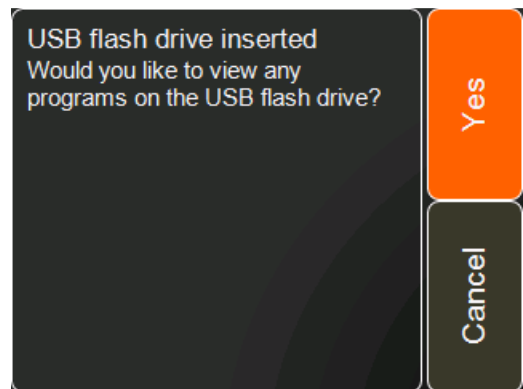 USB flash drive inserted
Would you like to view any
programs on the USB flash drive?
Yes
Cancel